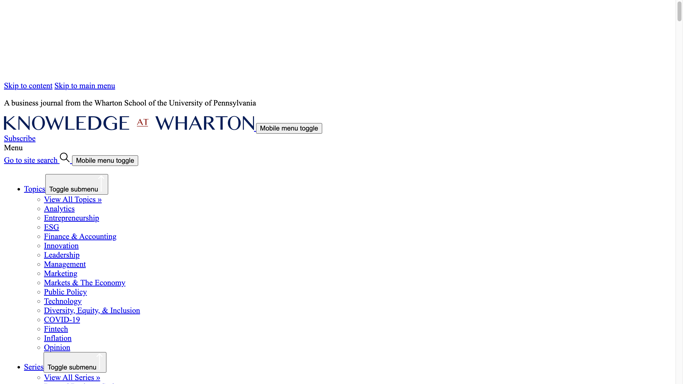 Skip to content Skip to main menu
A business journal from the Wharton School of the University of Pennsylvania
KNOWLEDGE AT WHARTON Mobile menu toggle
Subscribe
Menu
Go to site search Mobile menu toggle
Topics Toggle submenu
View All Topics »
Analytics
Entrepreneurship
ESG
Finance & Accounting
Innovation
Leadership
Management
Marketing
Markets & The Economy
Public Policy
Technology
Diversity, Equity, & Inclusion
COVID-19
Fintech
Inflation
Opinion
Series Toggle submenu
View All Series »